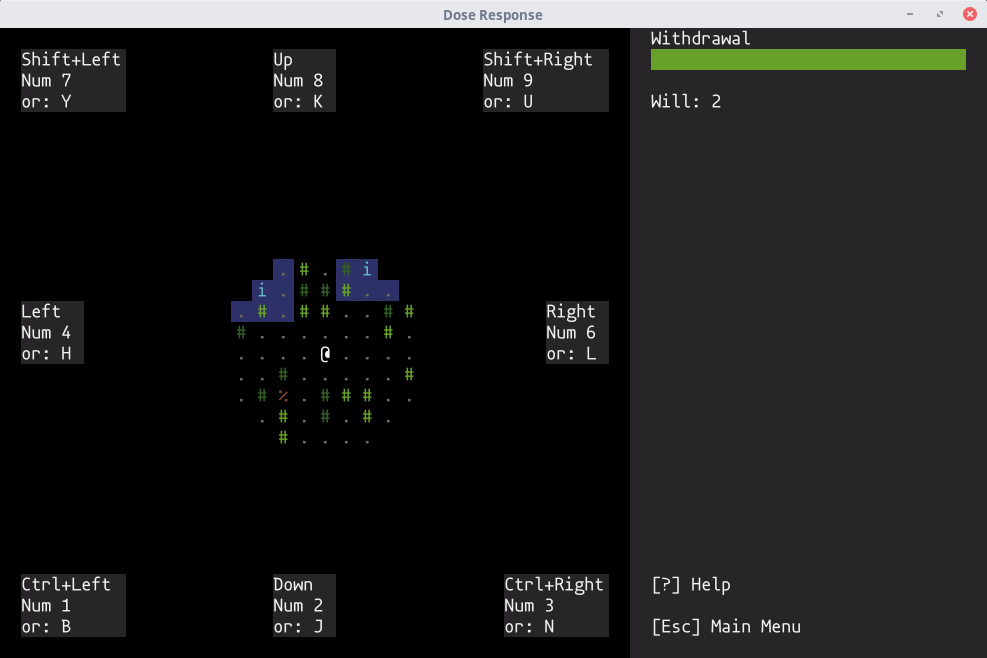 Dose Response
Shift+Left
Num 7
or: Y
Up
Num 8
or: K
Shift+Right
Num 9
or: U
Withdrawal
Will: 2
. # . # i
i . # # # . .
. # . # # . . # #
# . . . . . . # .
. . . . @ . . . .
. . # . . . . . #
. # % . # # # . .
. # . # . # .
# . . . .
Left
Num 4
or: H
Right
Num 6
or: L
Ctrl+Left
Num 1
or: B
Down
Num 2
or: J
Ctrl+Right
Num 3
or: N
[?] Help
[Esc] Main Menu